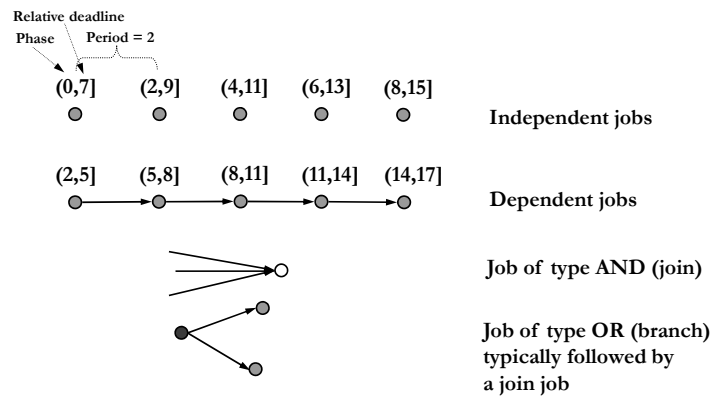 Relative deadline
Phase Period = 2
(0,7] (2,9] (4,11] (6,13] (8,15]
Independent jobs
(2,5] (5,8] (8,11] (11,14] (14,17]
Dependent jobs
Job of type AND (join)
Job of type OR (branch)
typically followed by
a join job